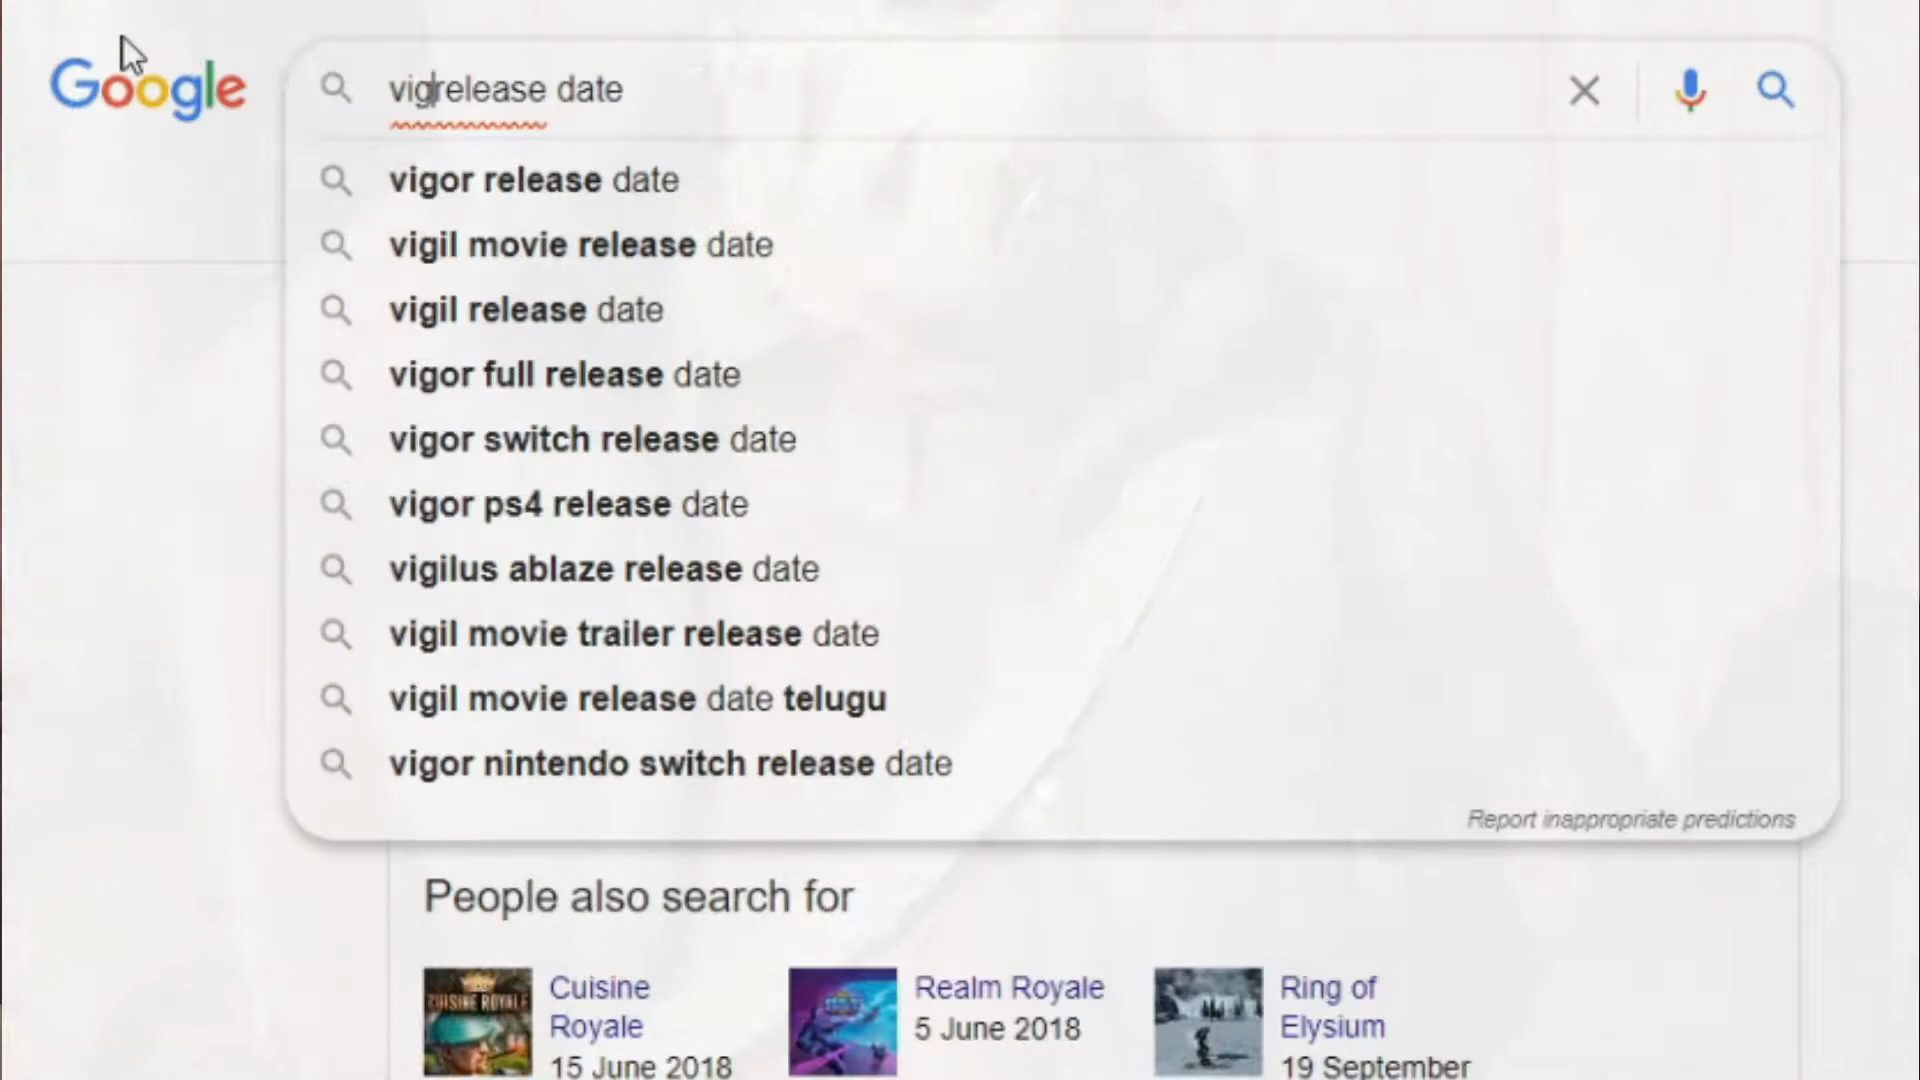 Google
vigrelease date
vigor release date
vigil movie release date
vigil release date
vigor full release date
vigor switch release date
vigor ps4 release date
vigilus ablaze release date
vigil movie trailer release date
vigil movie release date telugu
vigor nintendo switch release date
Report inappropriate predictions
People also search for
CUISINE ROYALE
Cuisine
Royale
15 June 2018
Realm Royale
5 June 2018
Ring of
Elysium
19 September